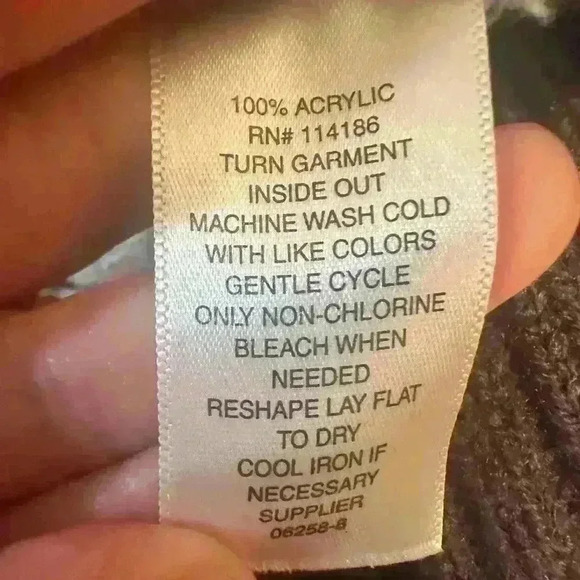 100% ACRYLIC
RN# 114186
TURN GARMENT
INSIDE OUT
MACHINE WASH COLD
WITH LIKE COLORS
GENTLE CYCLE
ONLY NON-CHLORINE
BLEACH WHEN
NEEDED
RESHAPE LAY FLAT
TO DRY
COOL IRON IF
NECESSARY
SUPPLIER
06258-8